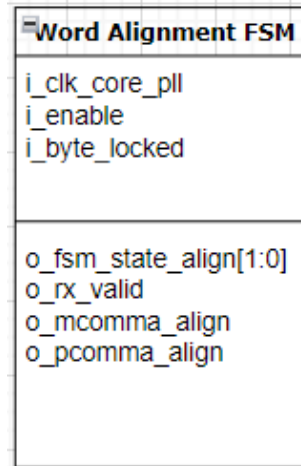 Word Alignment FSM
i_clk_core_pll
i_enable
i_byte_locked
o_fsm_state_align[1:0]
o_rx_valid
o_mcomma_align
o_pcomma_align